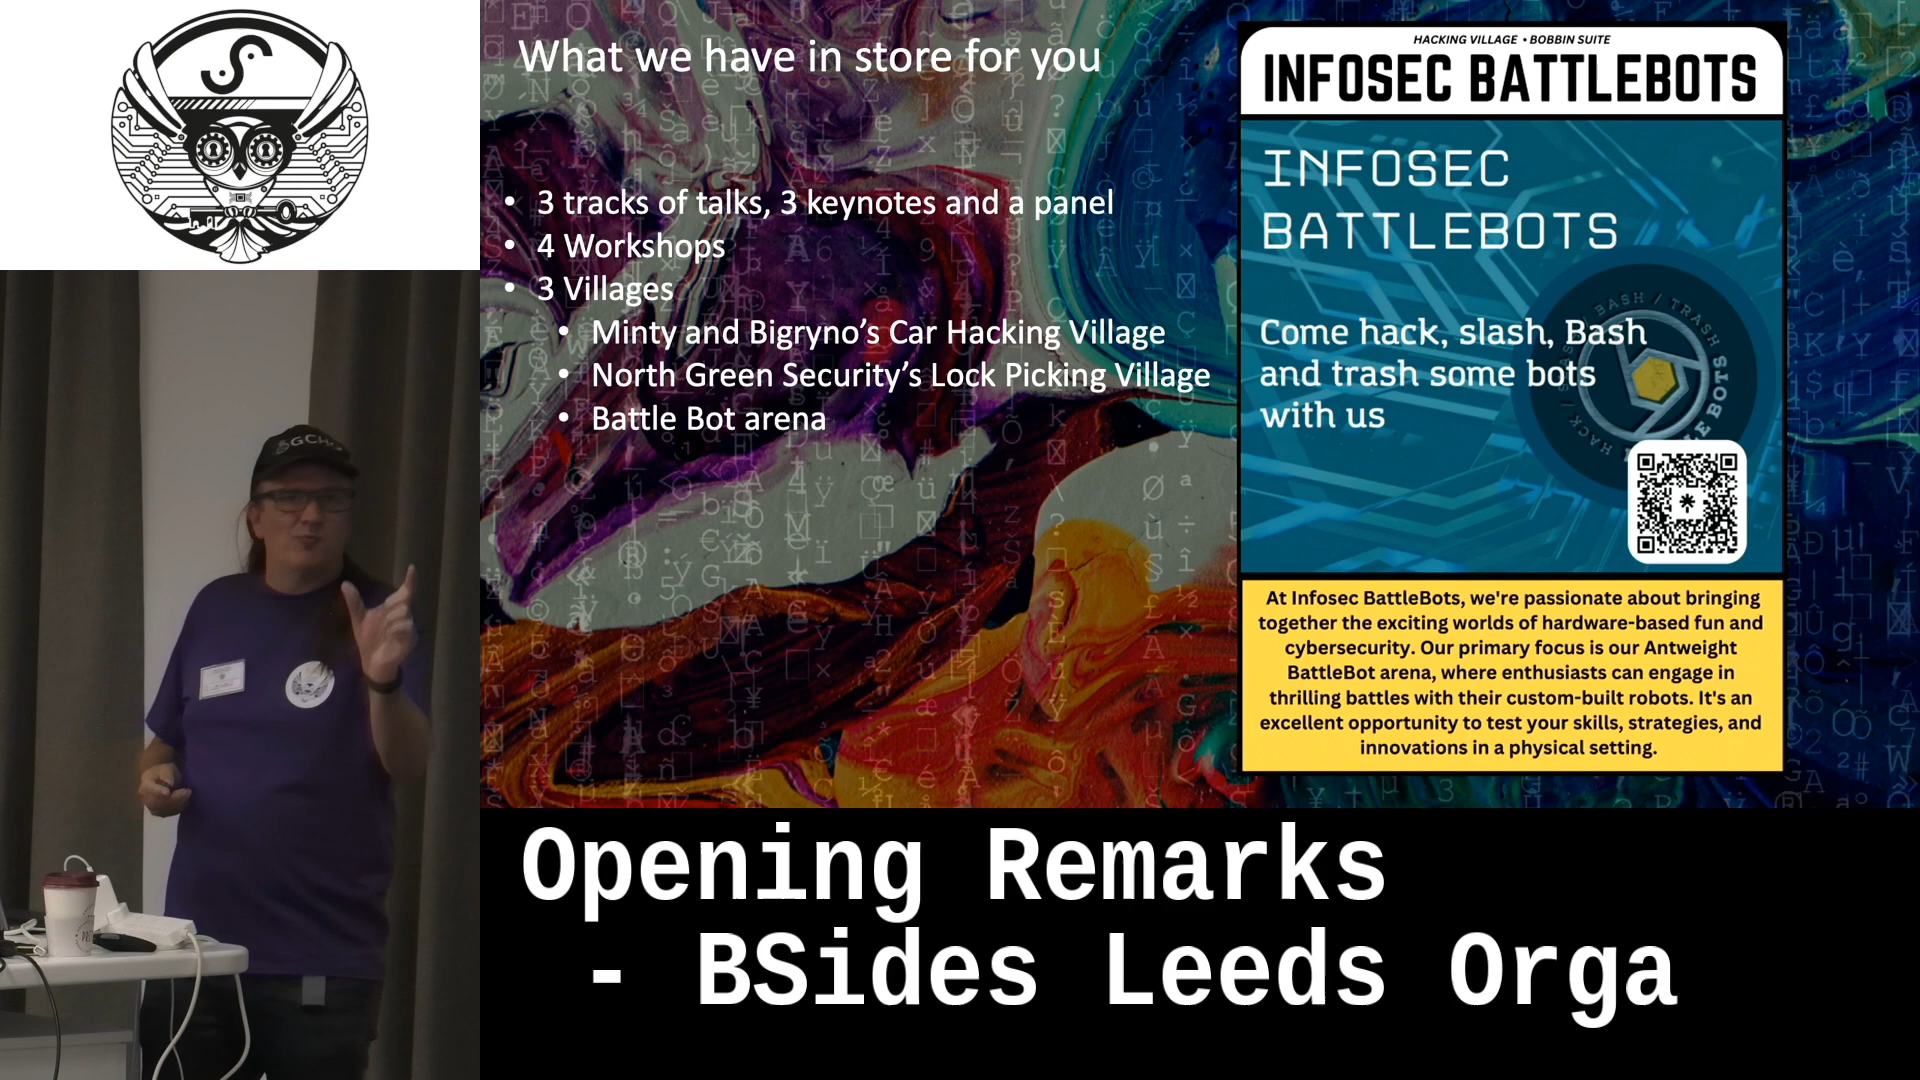 What we have in store for you
• 3 tracks of talks, 3 keynotes and a panel
• 4 Workshops
• 3 Villages
• Minty and Bigryno’s Car Hacking Village
• North Green Security’s Lock Picking Village
• Battle Bot arena
HACKING VILLAGE • BOBBIN SUITE
INFOSEC BATTLEBOTS
INFOSEC
BATTLEBOTS
Come hack, slash, Bash
and trash some bots
with us
At Infosec BattleBots, we're passionate about bringing
together the exciting worlds of hardware-based fun and
cybersecurity. Our primary focus is our Antweight
BattleBot arena, where enthusiasts can engage in
thrilling battles with their custom-built robots. It's an
excellent opportunity to test your skills, strategies, and
innovations in a physical setting.
Opening Remarks
- BSides Leeds Orga